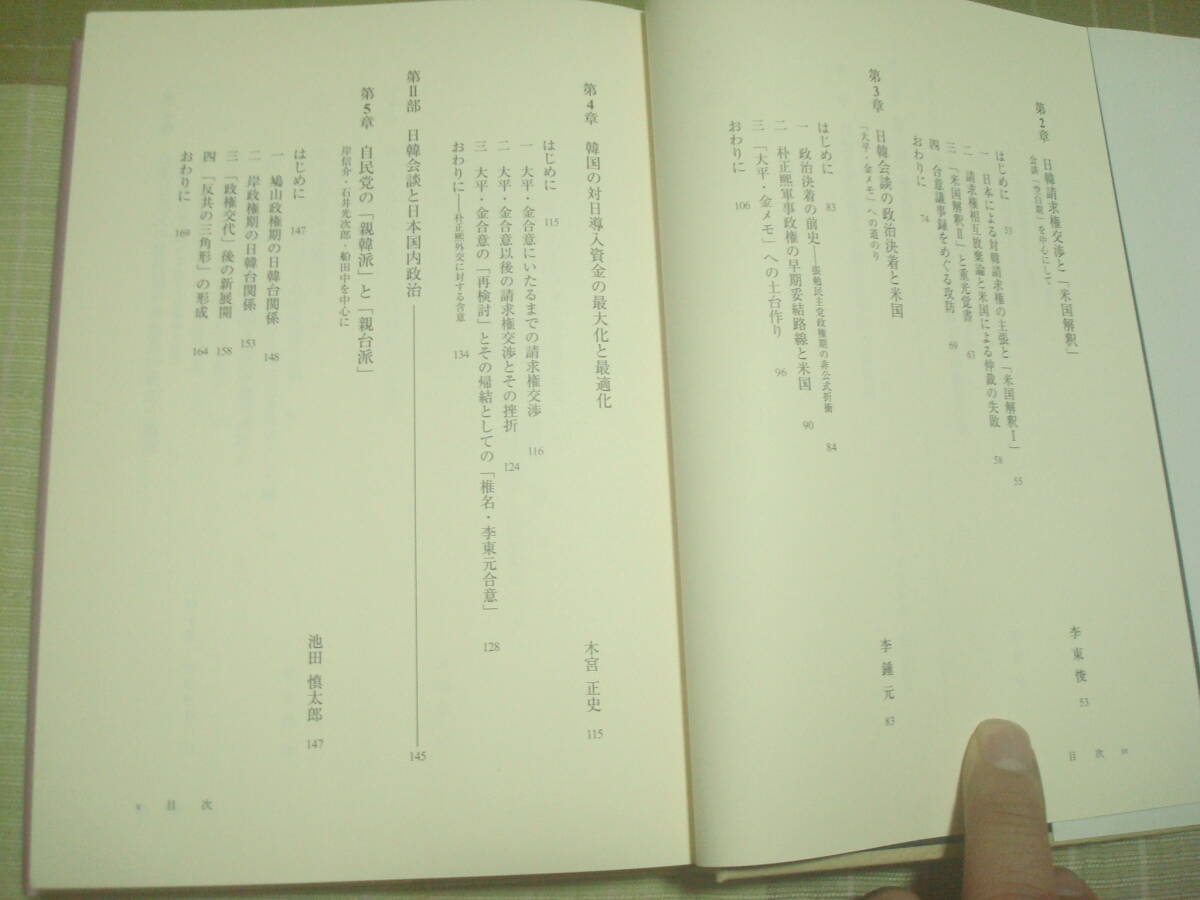 第2章 日韓請求権交渉と「米国解釈」 李東俊 53
会談「空白期」を中心にして
はじめに 53
一 日本による対韓請求権の主張と「米国解釈Ⅰ」 55
二 請求権相互放棄論と米国による仲裁の失敗 58
三 「米国解釈Ⅱ」と重光覚書 63
四 合意議事録をめぐる攻防 69
おわりに 74
第3章 日韓会談の政治決着と米国 李鍾元 83
「大平・金メモ」への道のり
はじめに 83
一 政治決着の前史――張勉民主党政権期の非公式折衝 84
二 朴正熙軍事政権の早期妥結路線と米国 90
三 「大平・金メモ」への土台作り 96
おわりに 106
目次 iv
第4章 韓国の対日導入資金の最大化と最適化 木宮正史 115
はじめに 115
一 大平・金合意にいたるまでの請求権交渉 116
二 大平・金合意以後の請求権交渉とその挫折 124
三 大平・金合意の「再検討」とその帰結としての「椎名・李東元合意」 128
おわりに――朴正熙外交に対する含意 134
第Ⅱ部 日韓会談と日本国内政治 145
第5章 自民党の「親韓派」と「親台派」 池田慎太郎 147
岸信介・石井光次郎・船田中を中心に
はじめに 147
一 鳩山政権期の日韓台関係 148
二 岸政権期の日韓台関係 153
三 「政権交代」後の新展開 158
四 「反共の三角形」の形成 164
おわりに 169
v 目次